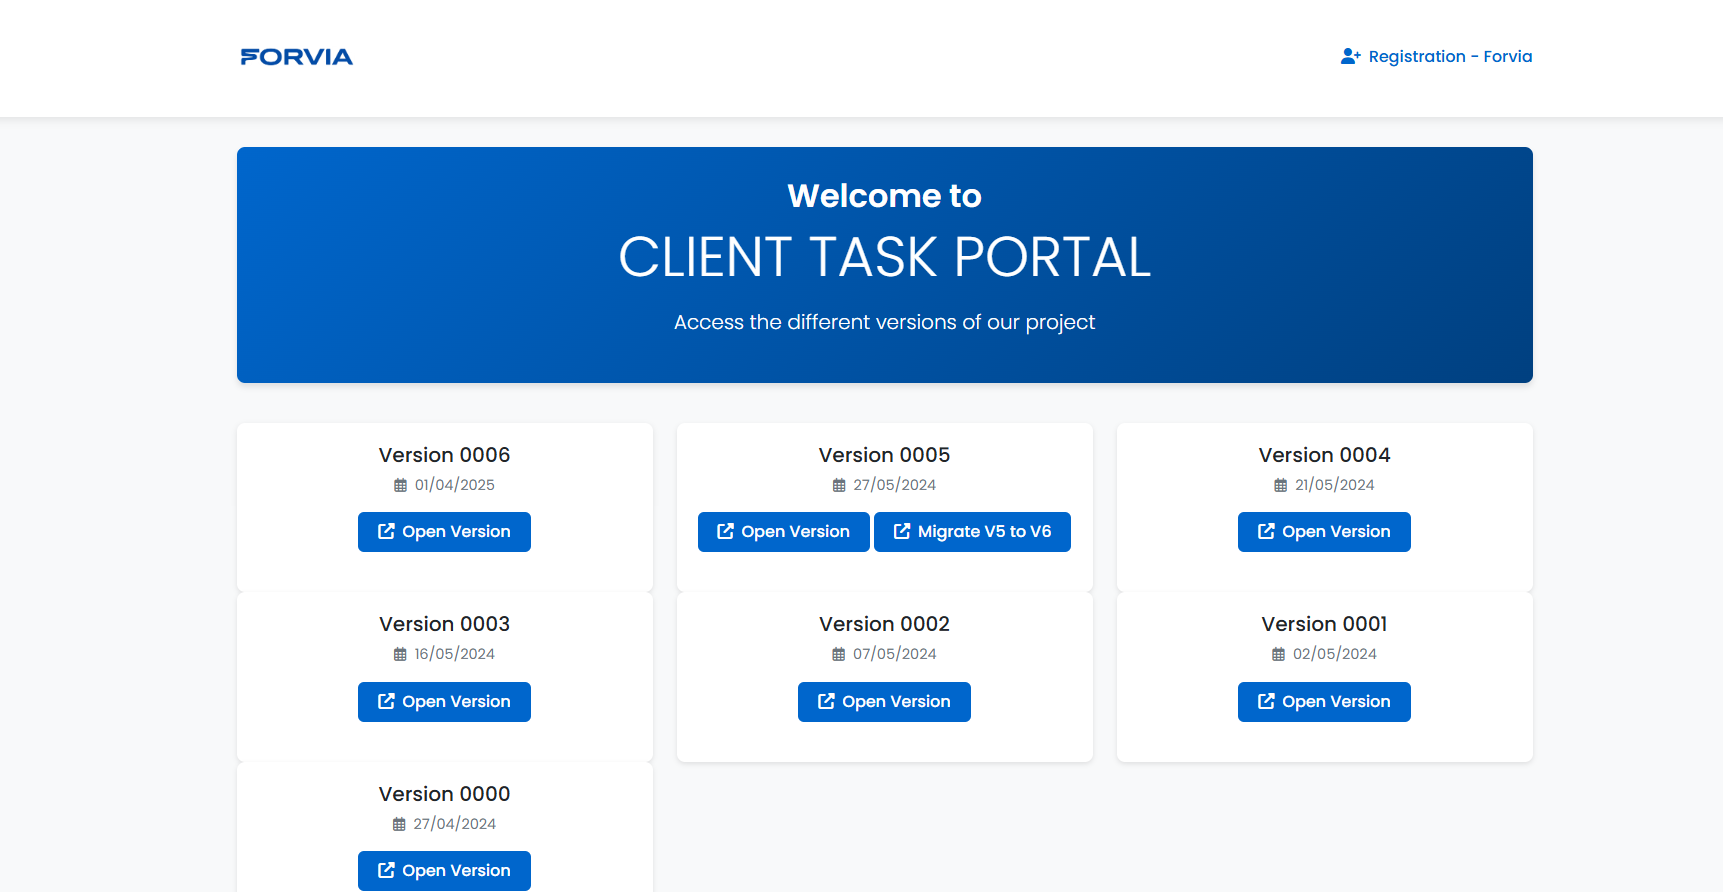 FORVIA
Registration - Forvia
Welcome to
CLIENT TASK PORTAL
Access the different versions of our project
Version 0006
01/04/2025
Open Version
Version 0005
27/05/2024
Open Version
Migrate V5 to V6
Version 0004
21/05/2024
Open Version
Version 0003
16/05/2024
Open Version
Version 0002
07/05/2024
Open Version
Version 0001
02/05/2024
Open Version
Version 0000
27/04/2024
Open Version